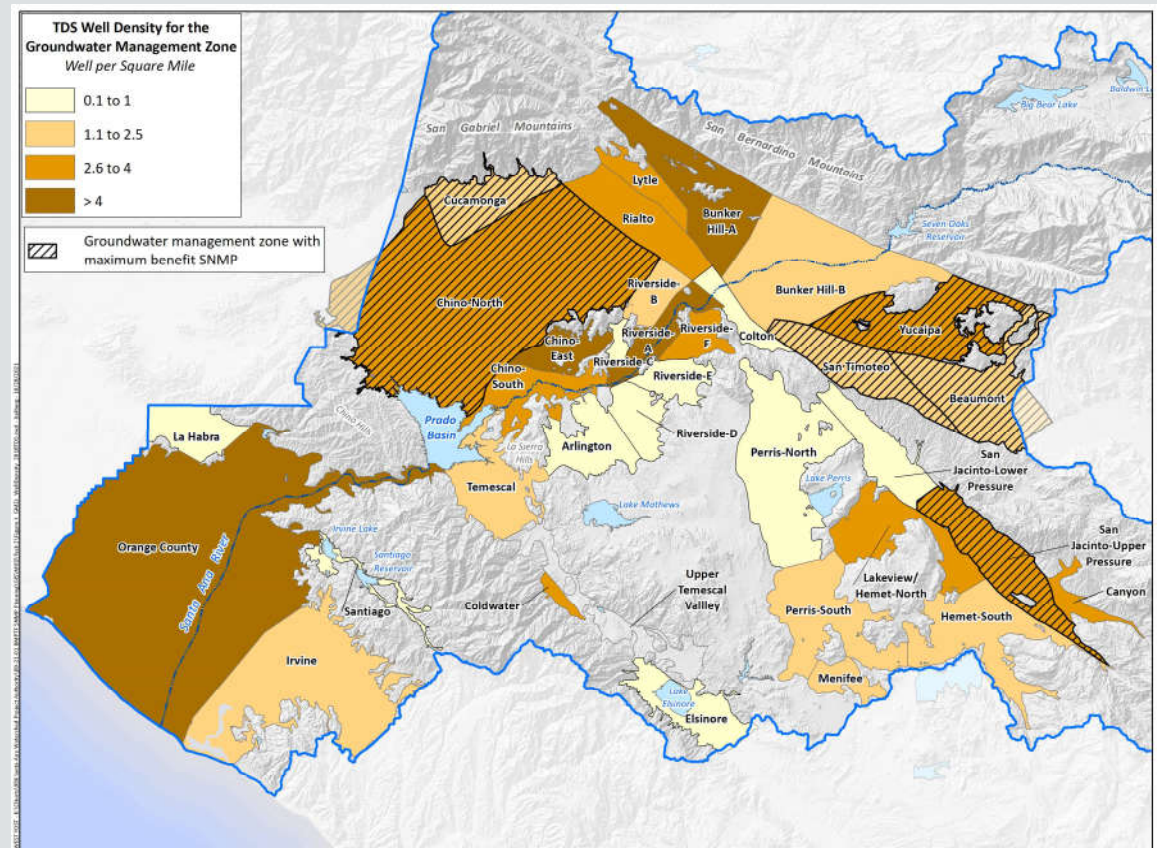 TDS Well Density for the
Groundwater Management Zone
Well per Square Mile
0.1 to 1
1.1 to 2.5
2.6 to 4
> 4
Groundwater management zone with
maximum benefit SNMP
San Gabriel Mountains
San Bernardino Mountains
Big Bear Lake
Baldwin
Seven Oaks
Reservoir
Cucamonga
Lytle
Rialto
Bunker
Hill-A
Bunker Hill-B
Chino-North
Riverside-
B
Yucaipa
Chino-
East
Riverside-
A
Riverside-
F
Colton
Riverside-C
San Timoteo
Chino-
South
Riverside-E
Beaumont
Chino Hills
Prado
Basin
La Habra
La Sierra
Hills
Arlington
Riverside-D
Perris-North
San
Jacinto-Lower
Pressure
Temescal
Lake Perris
Lake Mathews
Orange County
Santa Ana River
Irvine Lake
Santiago
Reservoir
San
Jacinto-Upper
Pressure
Upper
Temescal
Vallley
Lakeview/
Hemet-North
Canyon
Coldwater
Santiago
Perris-South
Hemet-South
Irvine
Menifee
Lake
Elsinore
Elsinore